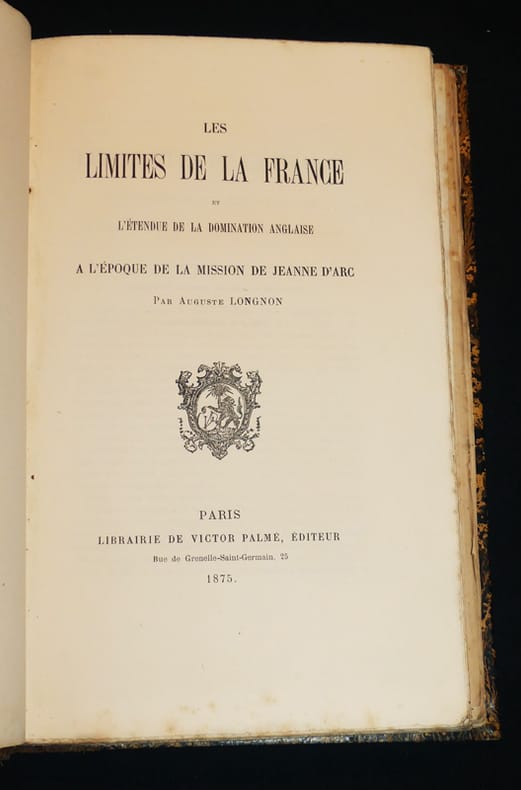 LES
LIMITES DE LA FRANCE
ET
L'ÉTENDUE DE LA DOMINATION ANGLAISE
A L'ÉPOQUE DE LA MISSION DE JEANNE D'ARC
PAR AUGUSTE LONGNON
PARIS
LIBRAIRIE DE VICTOR PALMÉ, ÉDITEUR
Rue de Grenelle-Saint-Germain, 25
1875.